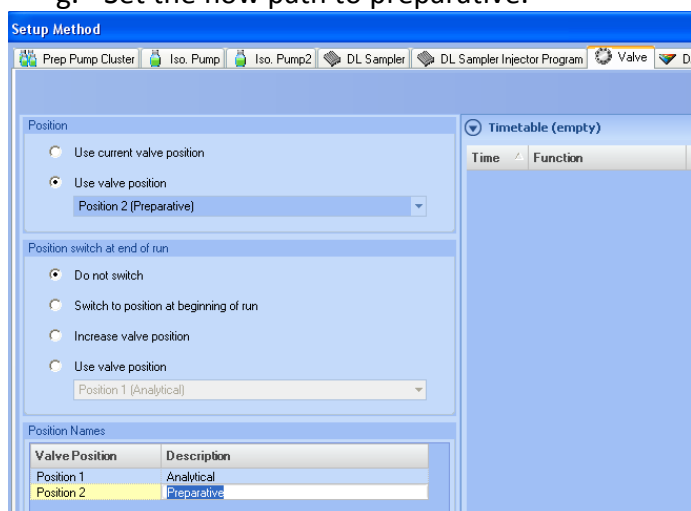 g. Set the flow path to preparative.
Setup Method
Prep Pump Cluster Iso. Pump Iso. Pump2 DL Sampler DL Sampler Injector Program Valve D
Position
Use current valve position
Use valve position
Position 2 (Preparative)
Position switch at end of run
Do not switch
Switch to position at beginning of run
Increase valve position
Use valve position
Position 1 (Analytical)
Position Names
Valve Position Description
Position 1 Analytical
Position 2 Preparative
Timetable (empty)
Time Function